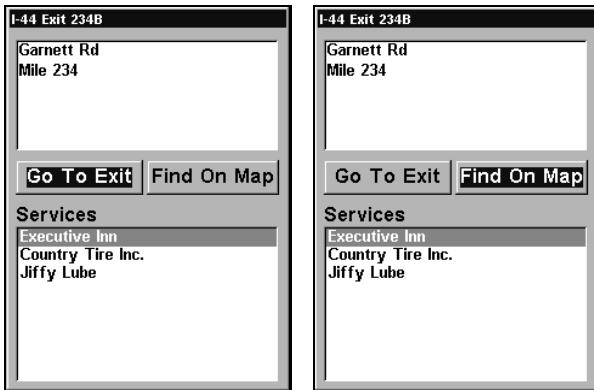 I-44 Exit 234B
Garnett Rd
Mile 234
Go To Exit Find On Map
Services
Executive Inn
Country Tire Inc.
Jiffy Lube
I-44 Exit 234B
Garnett Rd
Mile 234
Go To Exit Find On Map
Services
Executive Inn
Country Tire Inc.
Jiffy Lube